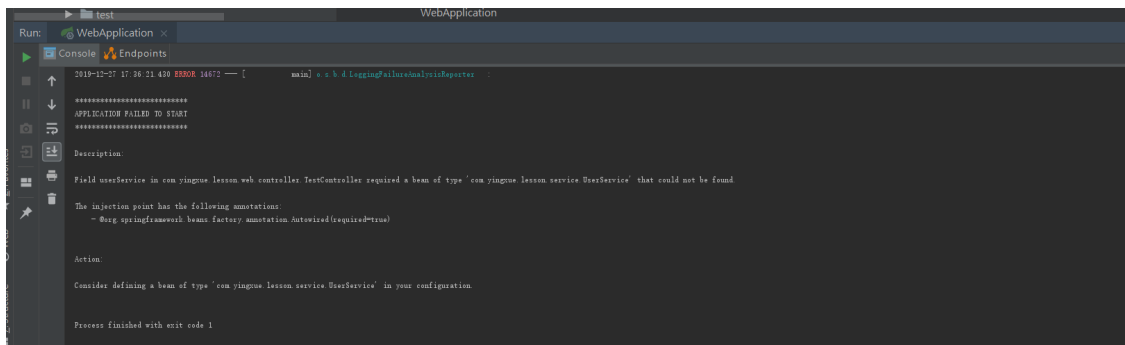 test
WebApplication
Run:
WebApplication ×
Console
Endpoints
2019-12-27 17:36:21.430 ERROR 14672 --- [ main] o.s.b.d.LoggingFailureAnalysisReporter :
***************************
APPLICATION FAILED TO START
***************************
Description:
Field userService in com.yingxue.lesson.web.controller.TestController required a bean of type 'com.yingxue.lesson.service.UserService' that could not be found.
The injection point has the following annotations:
- @org.springframework.beans.factory.annotation.Autowired(required=true)
Action:
Consider defining a bean of type 'com.yingxue.lesson.service.UserService' in your configuration.
Process finished with exit code 1